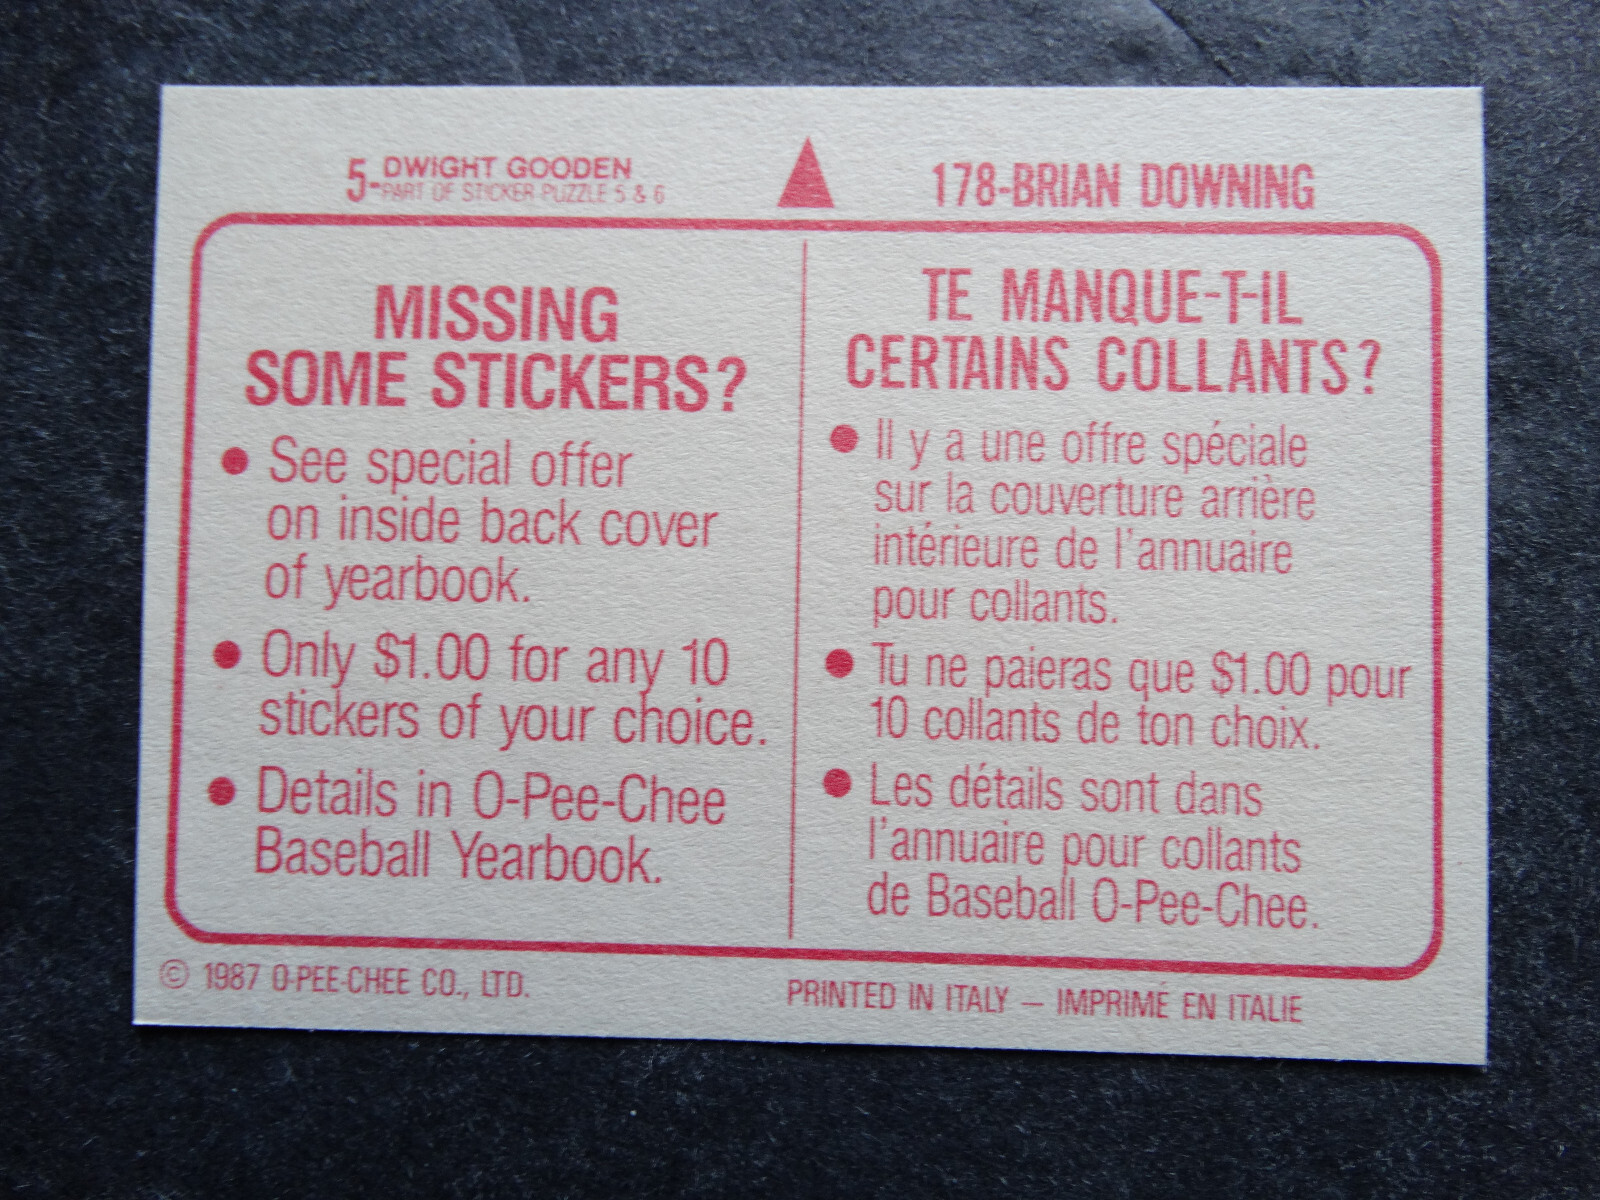 5-DWIGHT GOODEN
PART OF STICKER PUZZLE 5 & 6
178-BRIAN DOWNING
MISSING
SOME STICKERS?
• See special offer
on inside back cover
of yearbook.
• Only $1.00 for any 10
stickers of your choice.
• Details in O-Pee-Chee
Baseball Yearbook.
TE MANQUE-T-IL
CERTAINS COLLANTS?
• Il y a une offre spéciale
sur la couverture arrière
intérieure de l'annuaire
pour collants.
• Tu ne paieras que $1.00 pour
10 collants de ton choix.
• Les détails sont dans
l'annuaire pour collants
de Baseball O-Pee-Chee.
© 1987 O-PEE-CHEE CO., LTD.
PRINTED IN ITALY — IMPRIMÉ EN ITALIE